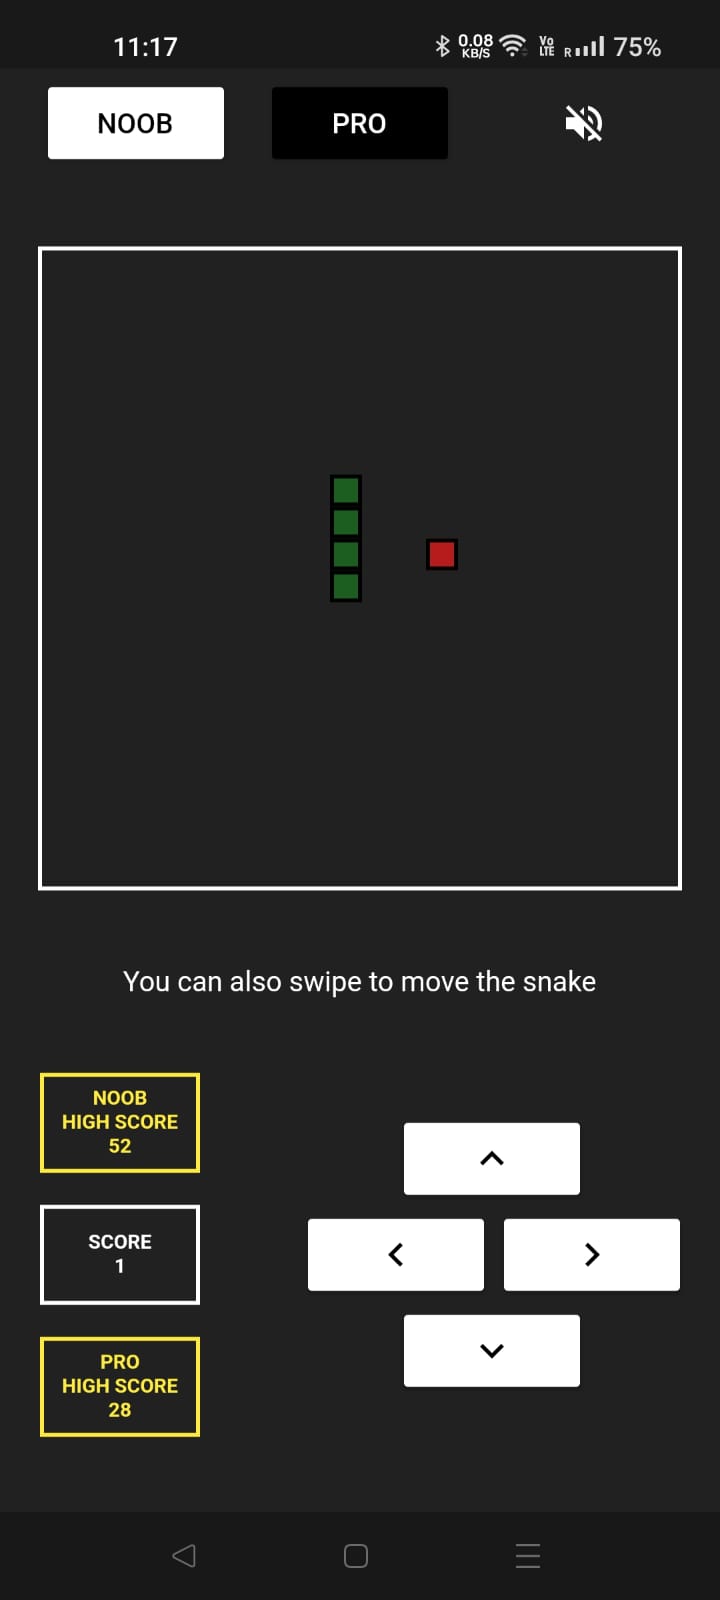 11:17 0.08 KB/S Vo LTE R 75%
NOOB PRO
You can also swipe to move the snake
NOOB
HIGH SCORE
52
SCORE
1
PRO
HIGH SCORE
28